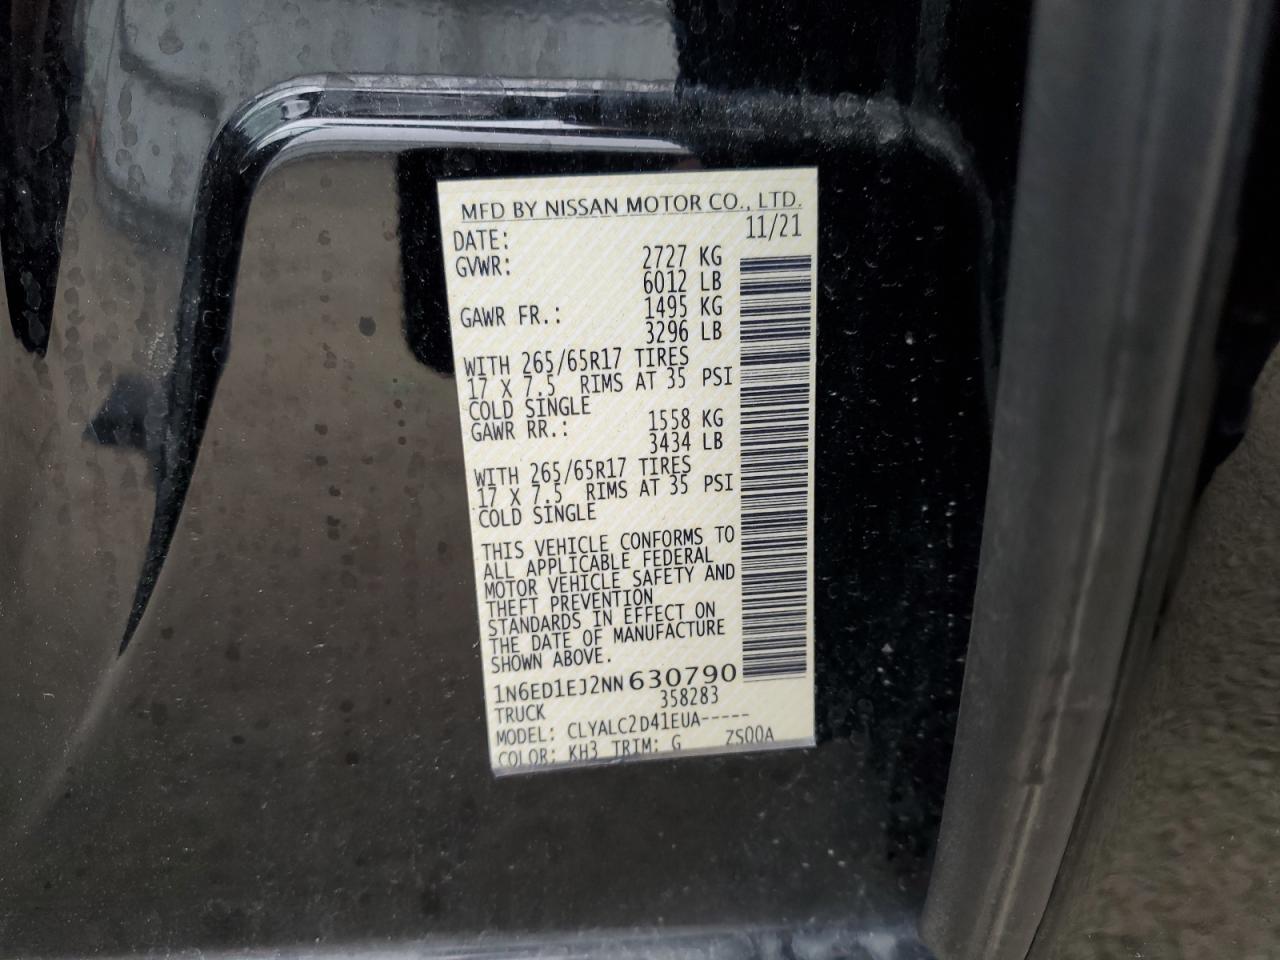 MFD BY NISSAN MOTOR CO., LTD.
DATE: 11/21
GVWR: 2727 KG
6012 LB
GAWR FR.: 1495 KG
3296 LB
WITH 265/65R17 TIRES
17 X 7.5 RIMS AT 35 PSI
COLD SINGLE
GAWR RR.: 1558 KG
3434 LB
WITH 265/65R17 TIRES
17 X 7.5 RIMS AT 35 PSI
COLD SINGLE
THIS VEHICLE CONFORMS TO
ALL APPLICABLE FEDERAL
MOTOR VEHICLE SAFETY AND
THEFT PREVENTION
STANDARDS IN EFFECT ON
THE DATE OF MANUFACTURE
SHOWN ABOVE.
1N6ED1EJ2NN630790
TRUCK 358283
MODEL: CLYALC2D41EUA-----
COLOR: KH3 TRIM: G ZS00A